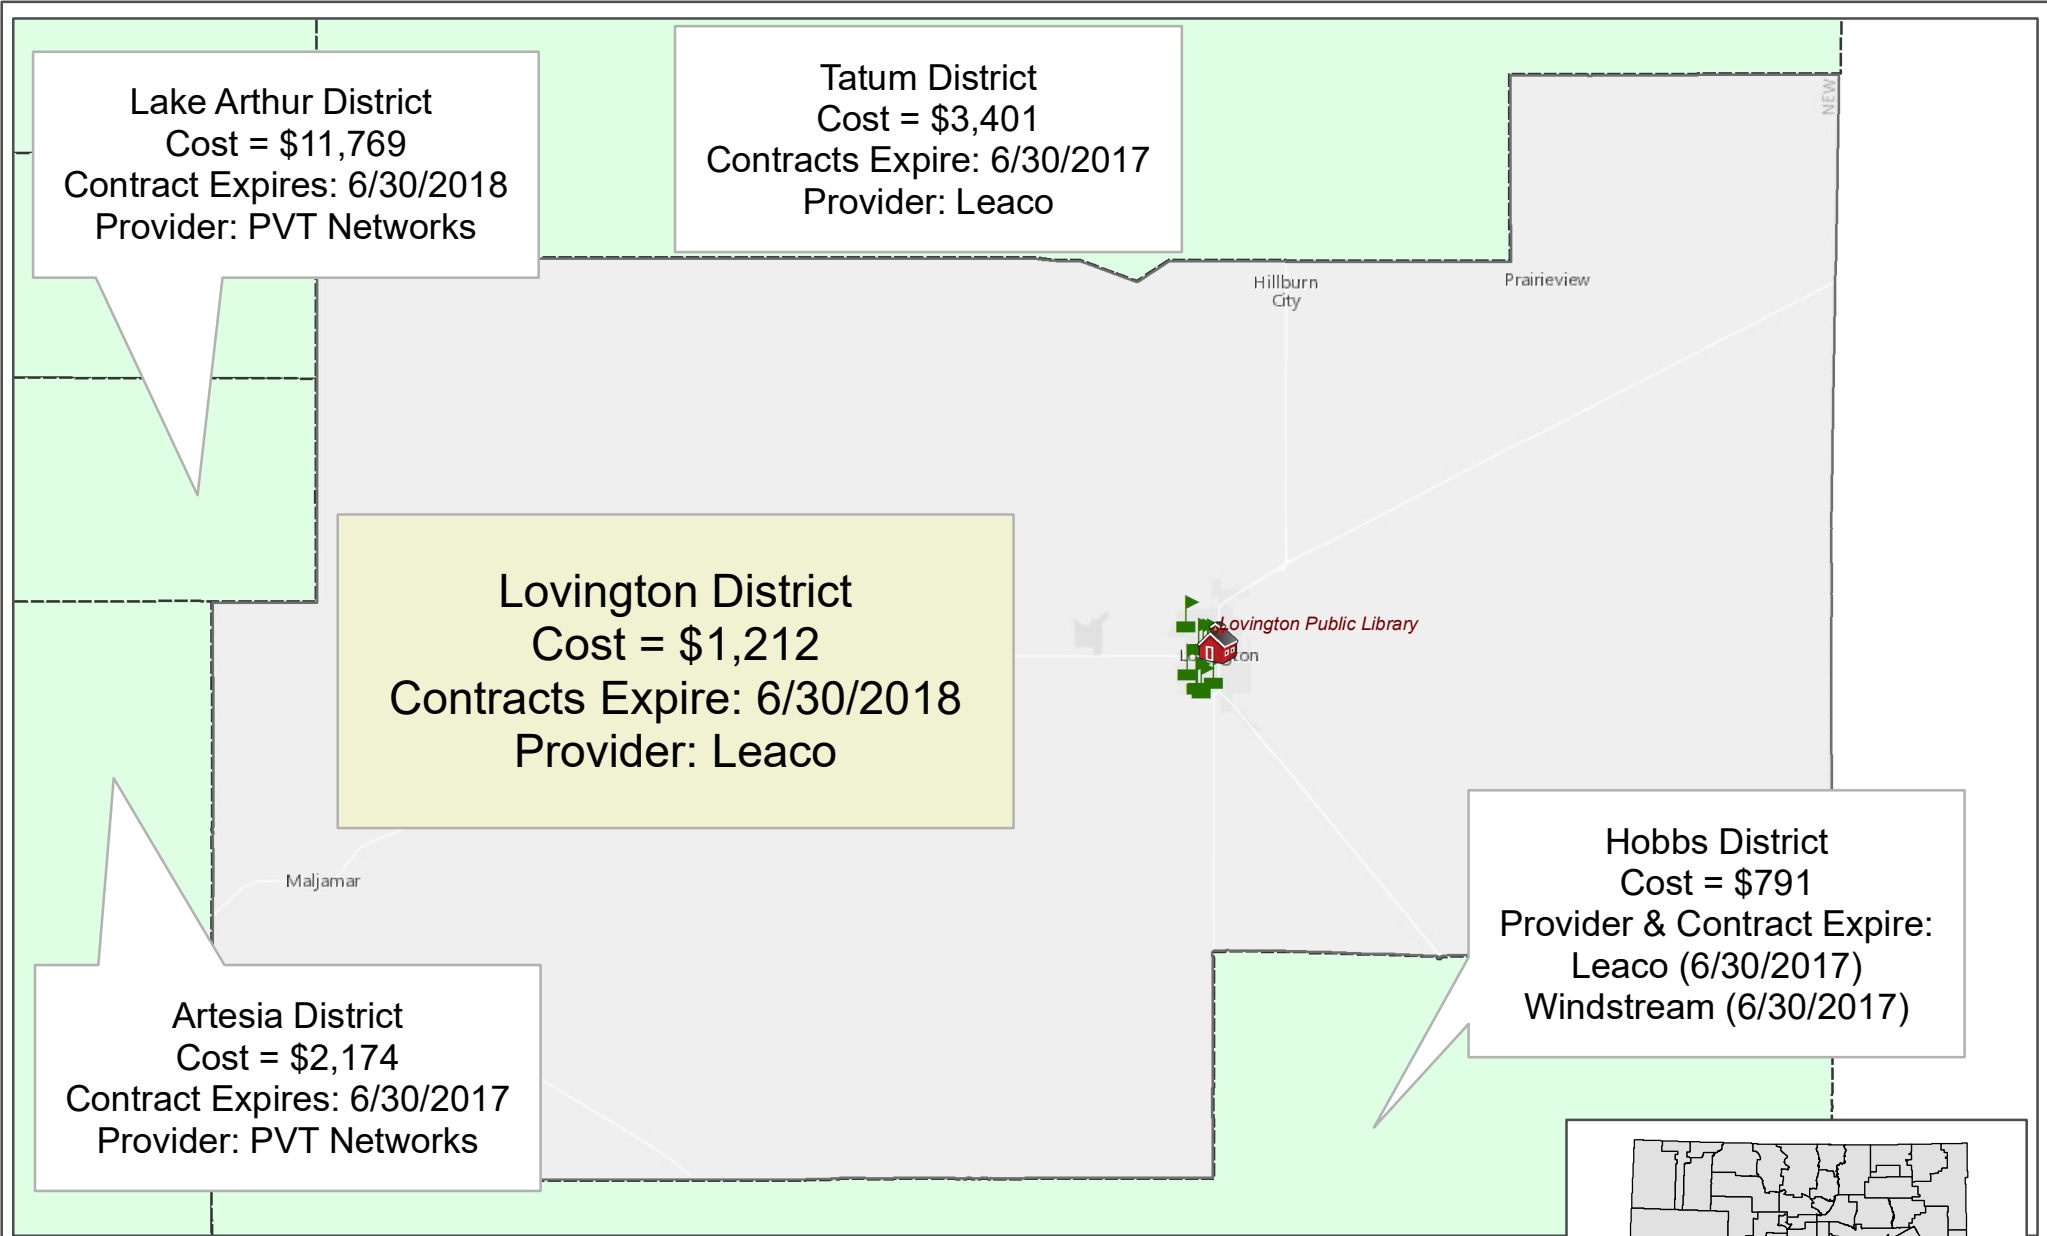 Lake Arthur District
Cost = $11,769
Contract Expires: 6/30/2018
Provider: PVT Networks
Tatum District
Cost = $3,401
Contracts Expire: 6/30/2017
Provider: Leaco
NEW
Hillburn
City
Prairieview
Lovington District
Cost = $1,212
Contracts Expire: 6/30/2018
Provider: Leaco
Lovington Public Library
Maljamar
Hobbs District
Cost = $791
Provider & Contract Expire:
Leaco (6/30/2017)
Windstream (6/30/2017)
Artesia District
Cost = $2,174
Contract Expires: 6/30/2017
Provider: PVT Networks